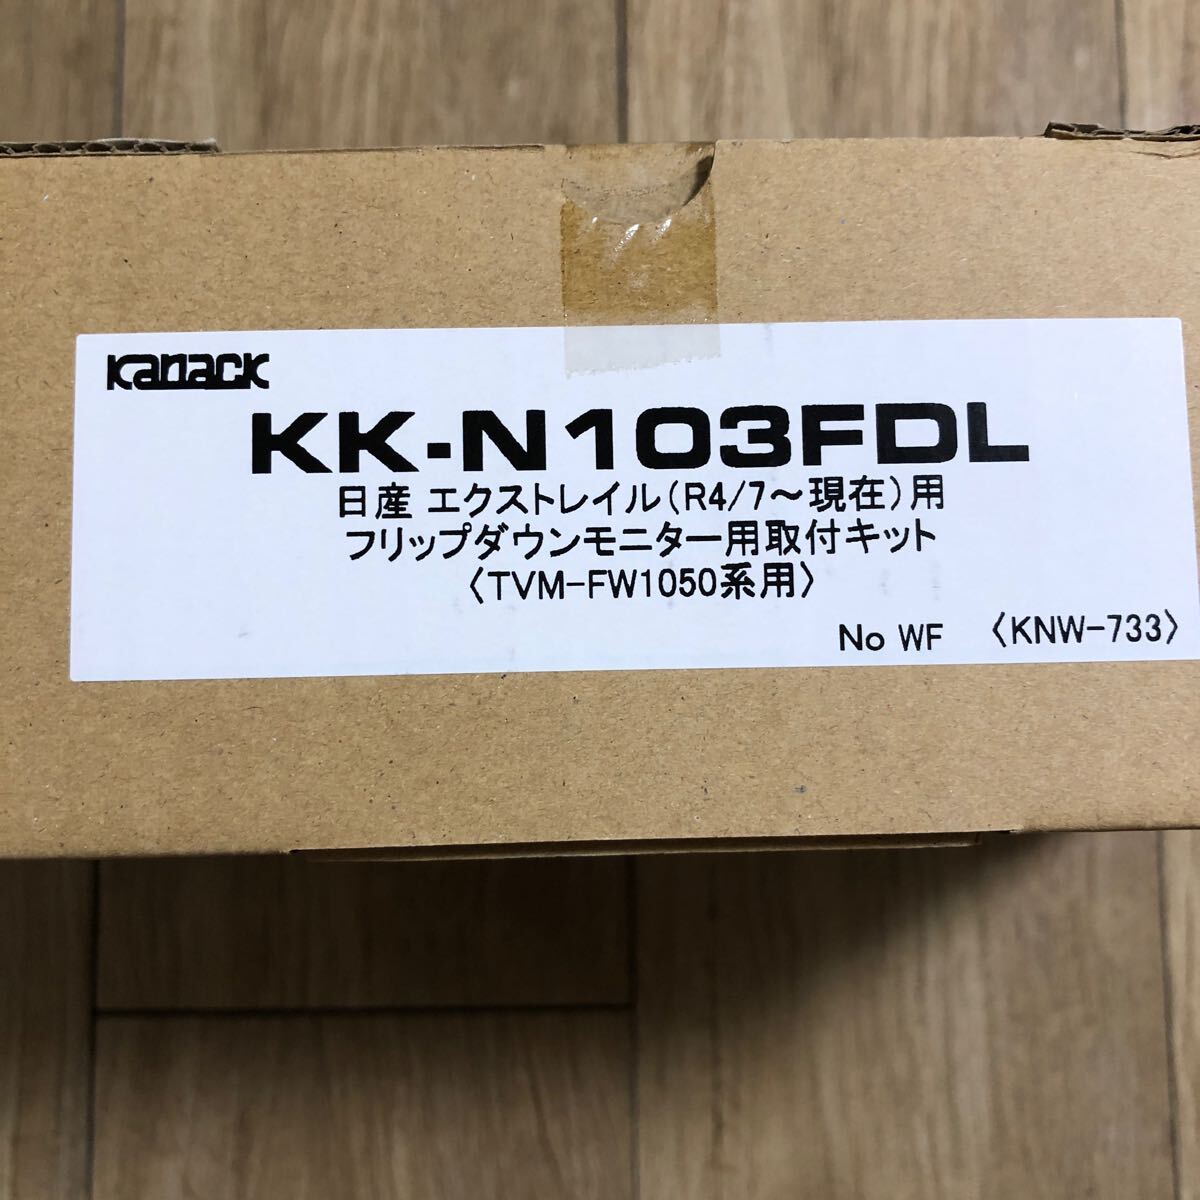 Kanack
KK-N103FDL
日産 エクストレイル(R4/7～現在)用
フリップダウンモニター用取付キット
〈TVM-FW1050系用〉
No WF 〈KNW-733〉